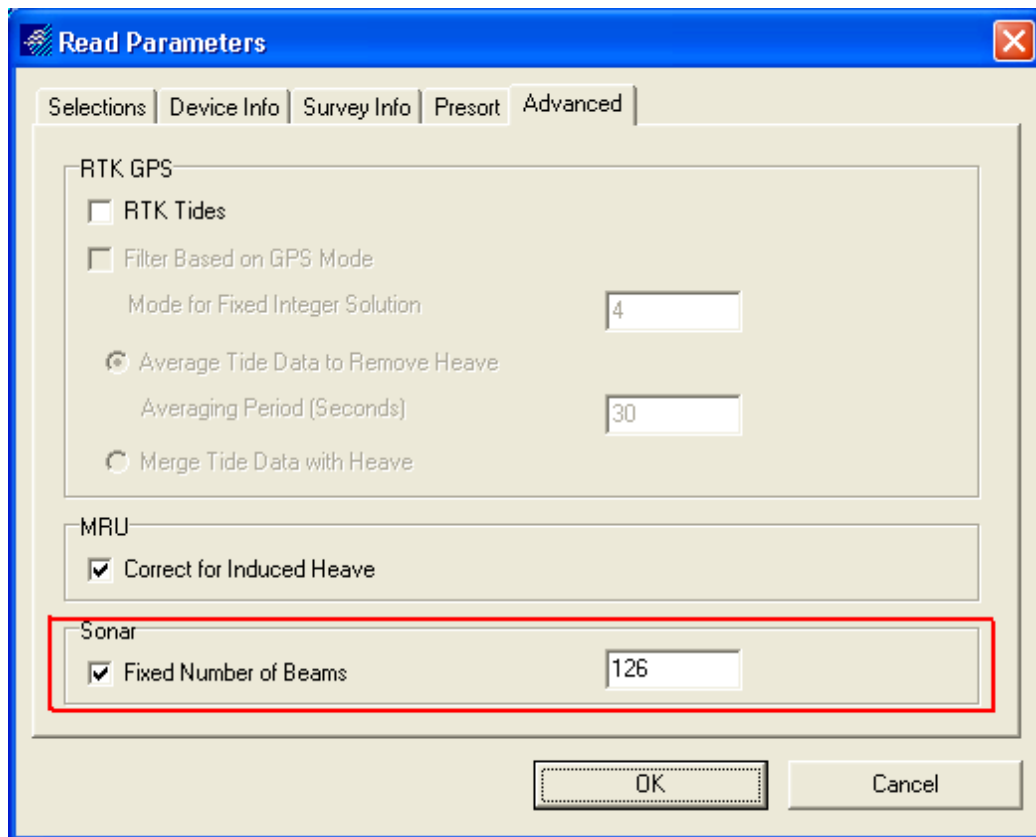 Read Parameters
Selections Device Info Survey Info Presort Advanced
RTK GPS
RTK Tides
Filter Based on GPS Mode
Mode for Fixed Integer Solution 4
Average Tide Data to Remove Heave
Averaging Period (Seconds) 30
Merge Tide Data with Heave
MRU
Correct for Induced Heave
Sonar
Fixed Number of Beams 126
OK Cancel